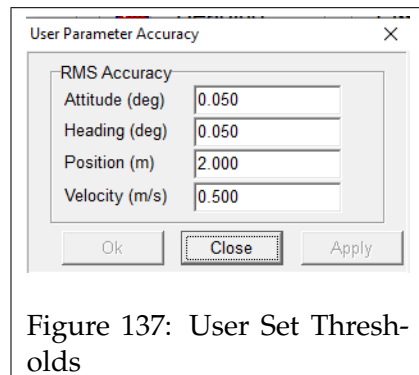 User Parameter Accuracy
RMS Accuracy
Attitude (deg) 0.050
Heading (deg) 0.050
Position (m) 2.000
Velocity (m/s) 0.500
Ok Close Apply
Figure 137: User Set Thresh-
olds